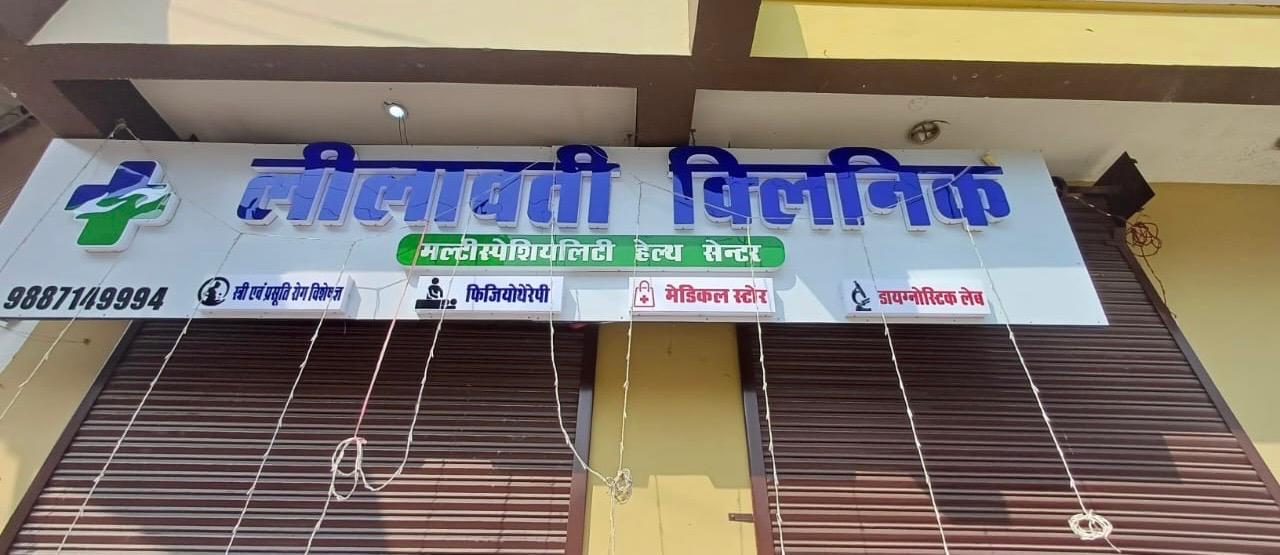 लीलावती क्लिनिक
मल्टीस्पेशियलिटी हेल्थ सेन्टर
9887149994 स्त्री एवं प्रसुति रोग विशेषज्ञ फिजियोथेरेपी मेडिकल स्टोर डायग्नोस्टिक लेब